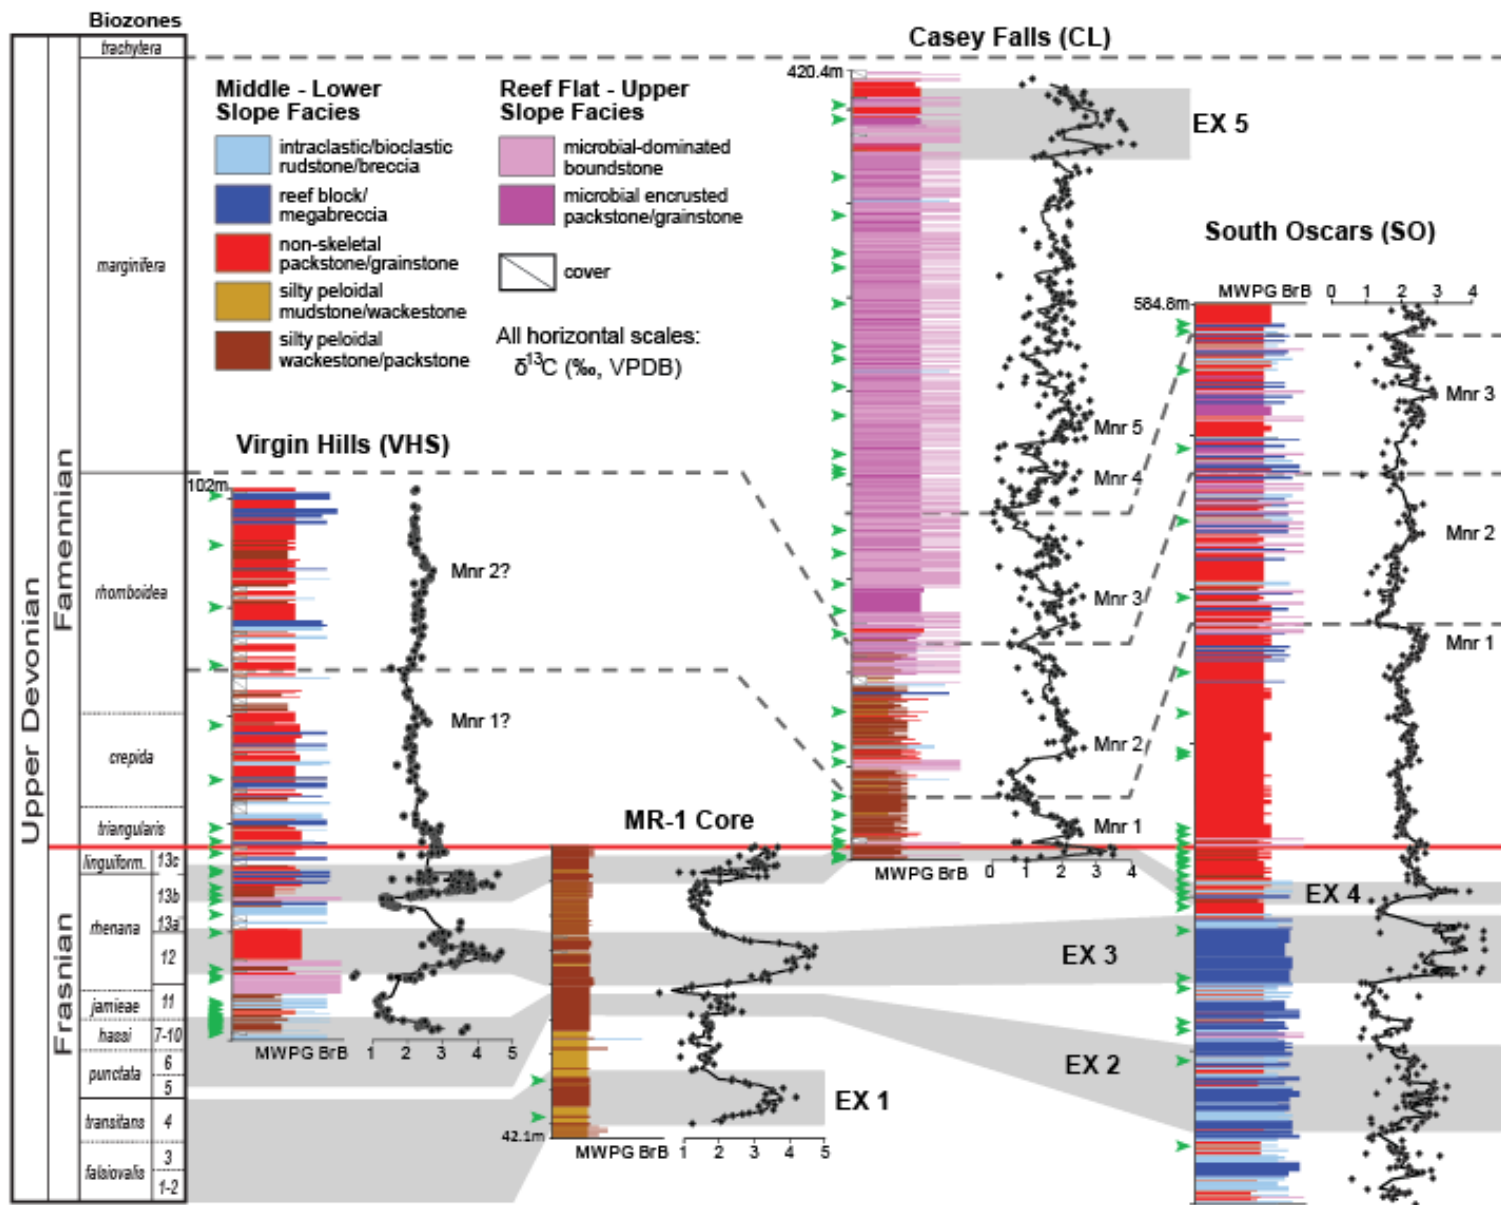 Biozones
Upper Devonian
Famennian
Frasnian
trachytera
marginifera
rhomboidea
crepida
triangularis
linguiform.
rhenana
jamieae
hassi
punctata
transitans
falsiovalis
13c
13b
13a
12
11
7-10
6
5
4
3
1-2
Middle - Lower
Slope Facies
intraclastic/bioclastic
rudstone/breccia
reef block/
megabreccia
non-skeletal
packstone/grainstone
silty peloidal
mudstone/wackestone
silty peloidal
wackestone/packstone
Reef Flat - Upper
Slope Facies
microbial-dominated
boundstone
microbial encrusted
packstone/grainstone
cover
All horizontal scales:
δ13C (‰, VPDB)
Virgin Hills (VHS)
102m
Mnr 2?
Mnr 1?
MWPG BrB
1 2 3 4 5
MR-1 Core
42.1m
MWPG BrB
1 2 3 4 5
EX 1
Casey Falls (CL)
420.4m
EX 5
Mnr 5
Mnr 4
Mnr 3
Mnr 2
Mnr 1
MWPG BrB
0 1 2 3 4
South Oscars (SO)
MWPG BrB
0 1 2 3 4
584.8m
Mnr 3
Mnr 2
Mnr 1
EX 4
EX 3
EX 2